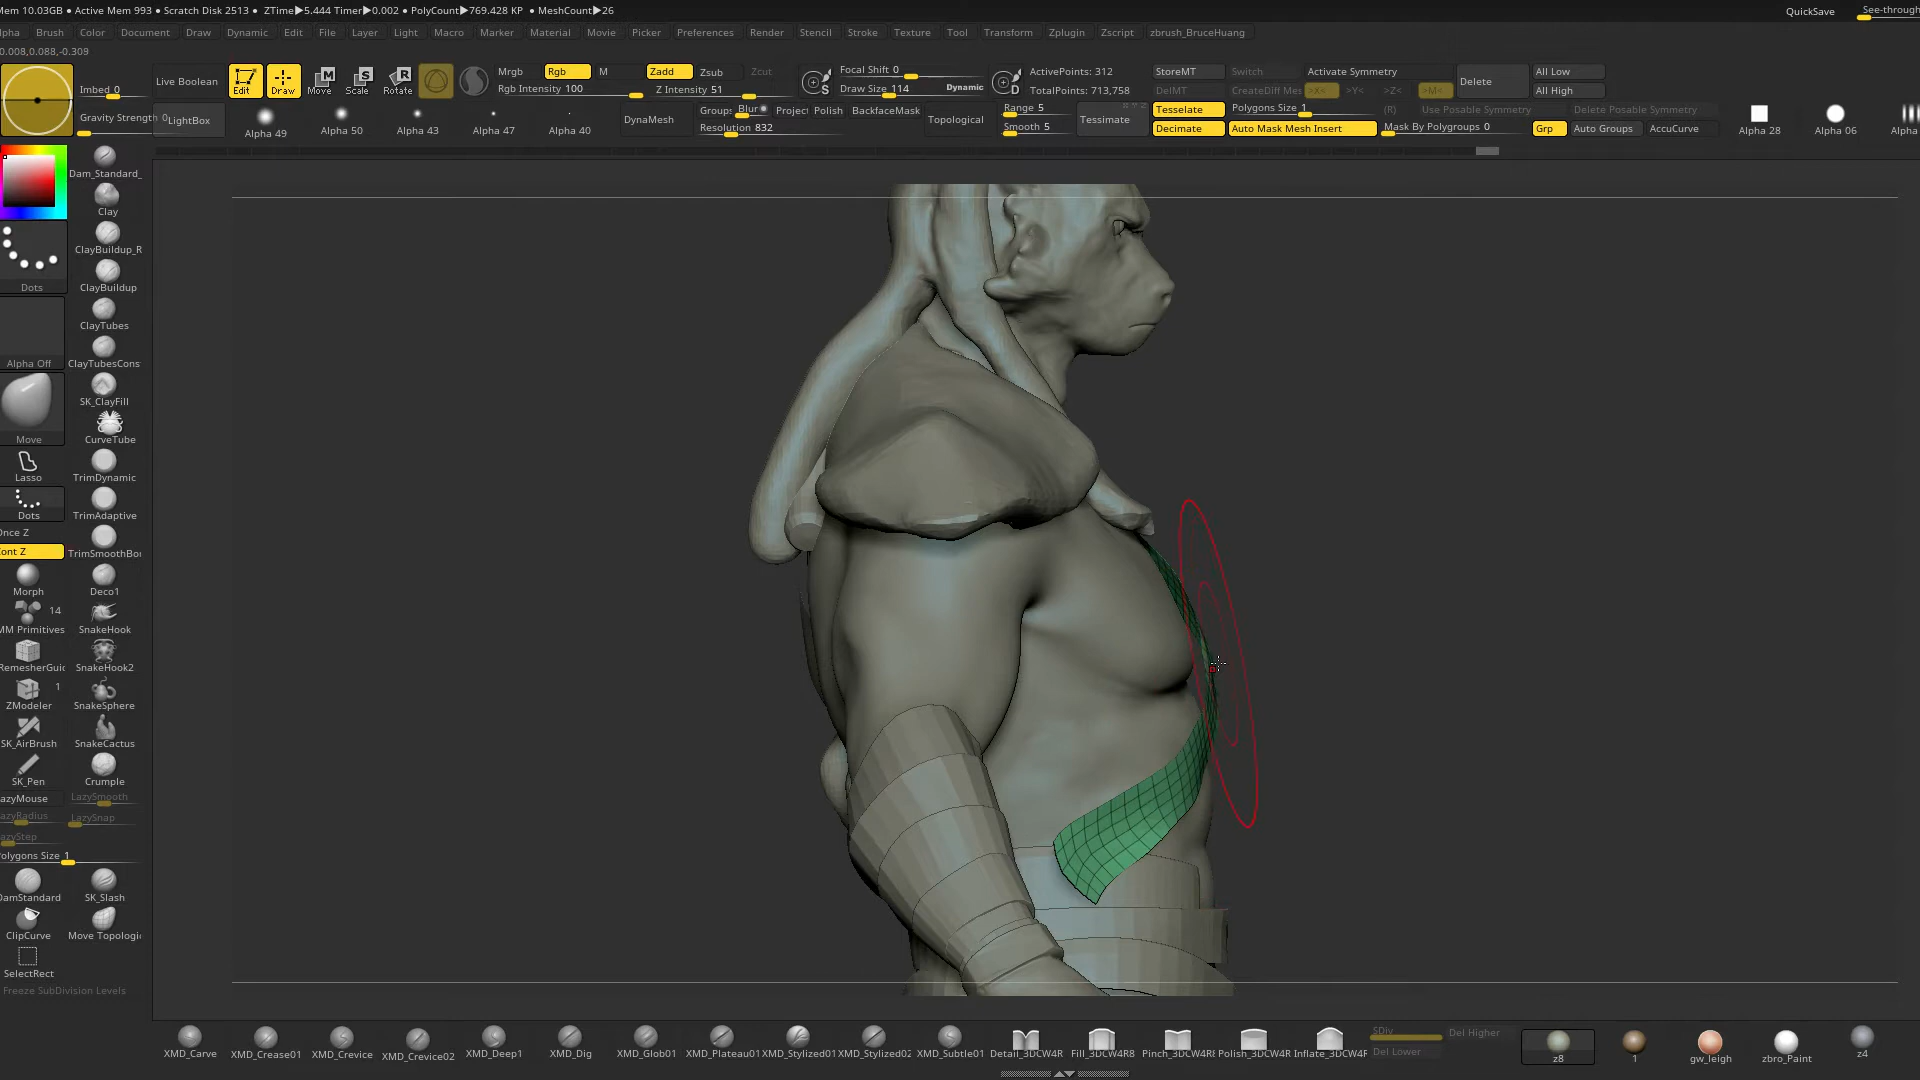 Mem 10.03GB ● Active Mem 993 ● Scratch Disk 2513 ● ZTime▶5.444 Timer▶0.002 ● PolyCount▶769.428 KP ● MeshCount▶26
QuickSave See-through
lpha Brush Color Document Draw Dynamic Edit File Layer Light Macro Marker Material Movie Picker Preferences Render Stencil Stroke Texture Tool Transform Zplugin Zscript zbrush_BruceHuang
0.008,0.088,-0.309
Imbed 0
Live Boolean
Edit Draw Move Scale Rotate
Mrgb Rgb M Zadd Zsub Zcut
Rgb Intensity 100 Z Intensity 51
Focal Shift 0
Draw Size 114 Dynamic
ActivePoints: 312
TotalPoints: 713,758
StoreMT Switch Activate Symmetry
DelMT CreateDiff Mes >X< >Y< >Z< >M<
Delete
All Low
All High
Gravity Strength 0
LightBox
Alpha 49 Alpha 50 Alpha 43 Alpha 47 Alpha 40
DynaMesh
Group Blur Project Polish BackfaceMask
Resolution 832
Topological
Range 5
Smooth 5
Tessimate
Tesselate Polygons Size 1 (R) Use Posable Symmetry Delete Posable Symmetry
Decimate Auto Mask Mesh Insert Mask By Polygroups 0 Grp Auto Groups AccuCurve
Alpha 28 Alpha 06 Alpha
Dam_Standard_
Clay
ClayBuildup_R
Dots ClayBuildup
ClayTubes
Alpha Off ClayTubesCons
SK_ClayFill
Move CurveTube
Lasso TrimDynamic
Dots TrimAdaptive
Once Z
Cont Z TrimSmoothBor
Morph Deco1
14
MM Primitives SnakeHook
RemesherGuid SnakeHook2
1
ZModeler SnakeSphere
SK_AirBrush SnakeCactus
SK_Pen Crumple
azyMouse LazySmooth
azyRadius LazySnap
azyStep
olygons Size 1
DamStandard SK_Slash
ClipCurve Move Topologic
SelectRect
Freeze SubDivision Levels
XMD_Carve XMD_Crease01 XMD_Crevice XMD_Crevice02 XMD_Deep1 XMD_Dig XMD_Glob01 XMD_Plateau01 XMD_Stylized01 XMD_Stylized02 XMD_Subtle01 Detail_3DCW4R Fill_3DCW4R8 Pinch_3DCW4R8 Polish_3DCW4R Inflate_3DCW4R
SDiv Del Higher
Del Lower
z8 1 gw_leigh zbro_Paint z4